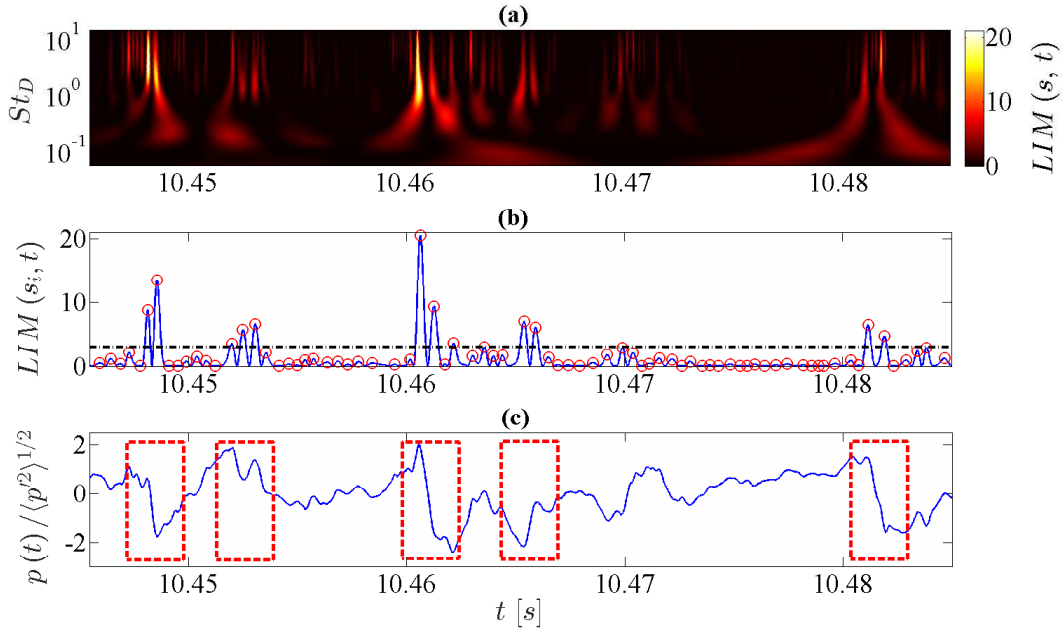 (a)
10^1
10^0
10^-1
St_D
10.45 10.46 10.47 10.48
20
10
0
LIM (s, t)
(b)
20
10
0
LIM (s_i, t)
10.45 10.46 10.47 10.48
(c)
2
0
-2
p (t) / ⟨p'^2⟩^1/2
10.45 10.46 10.47 10.48
t [s]